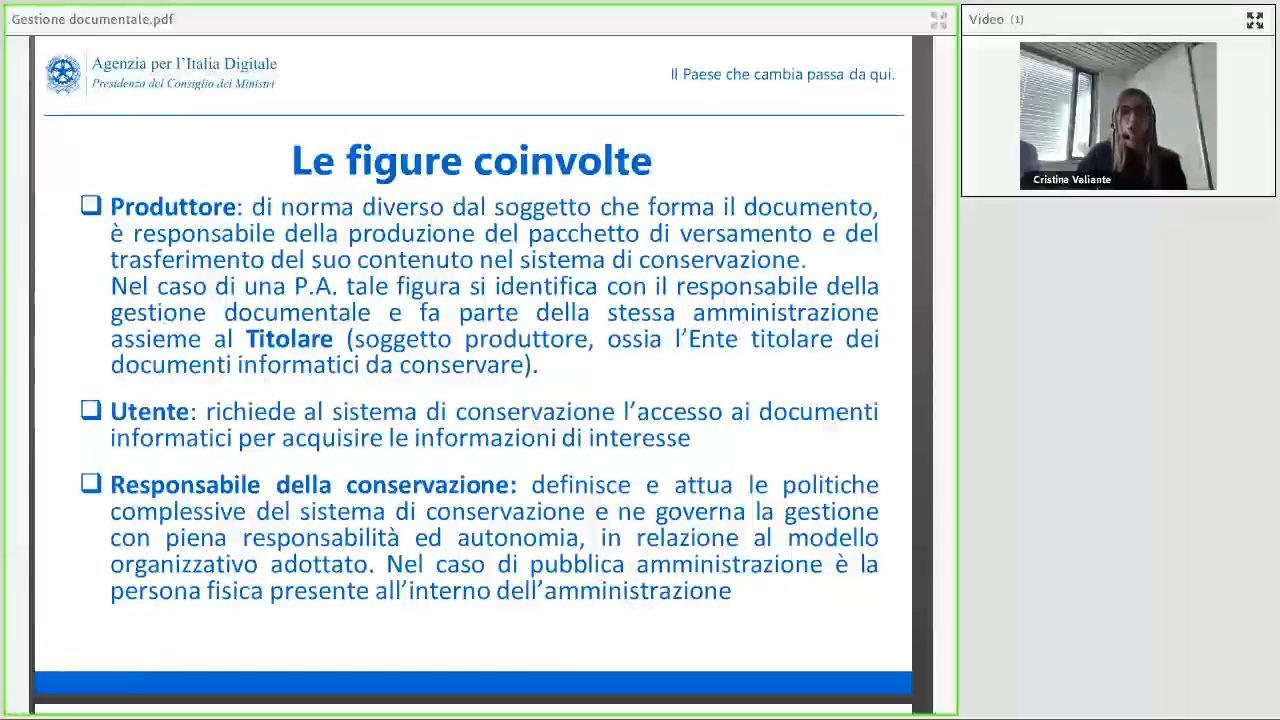 Gestione documentale.pdf
Video (1)
Agenzia per l'Italia Digitale
Presidenza del Consiglio dei Ministri
Il Paese che cambia passa da qui.
Cristina Valiante
Le figure coinvolte
❑ Produttore: di norma diverso dal soggetto che forma il documento,
è responsabile della produzione del pacchetto di versamento e del
trasferimento del suo contenuto nel sistema di conservazione.
Nel caso di una P.A. tale figura si identifica con il responsabile della
gestione documentale e fa parte della stessa amministrazione
assieme al Titolare (soggetto produttore, ossia l'Ente titolare dei
documenti informatici da conservare).
❑ Utente: richiede al sistema di conservazione l'accesso ai documenti
informatici per acquisire le informazioni di interesse
❑ Responsabile della conservazione: definisce e attua le politiche
complessive del sistema di conservazione e ne governa la gestione
con piena responsabilità ed autonomia, in relazione al modello
organizzativo adottato. Nel caso di pubblica amministrazione è la
persona fisica presente all'interno dell'amministrazione